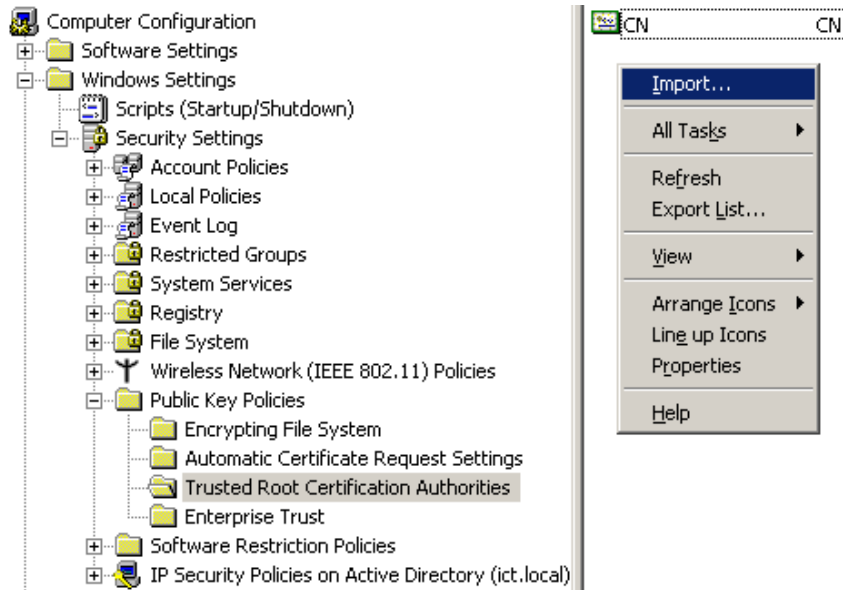 Computer Configuration
Software Settings
Windows Settings
Scripts (Startup/Shutdown)
Security Settings
Account Policies
Local Policies
Event Log
Restricted Groups
System Services
Registry
File System
Wireless Network (IEEE 802.11) Policies
Public Key Policies
Encrypting File System
Automatic Certificate Request Settings
Trusted Root Certification Authorities
Enterprise Trust
Software Restriction Policies
IP Security Policies on Active Directory (ict.local)
CN CN
Import...
All Tasks
Refresh
Export List...
View
Arrange Icons
Line up Icons
Properties
Help